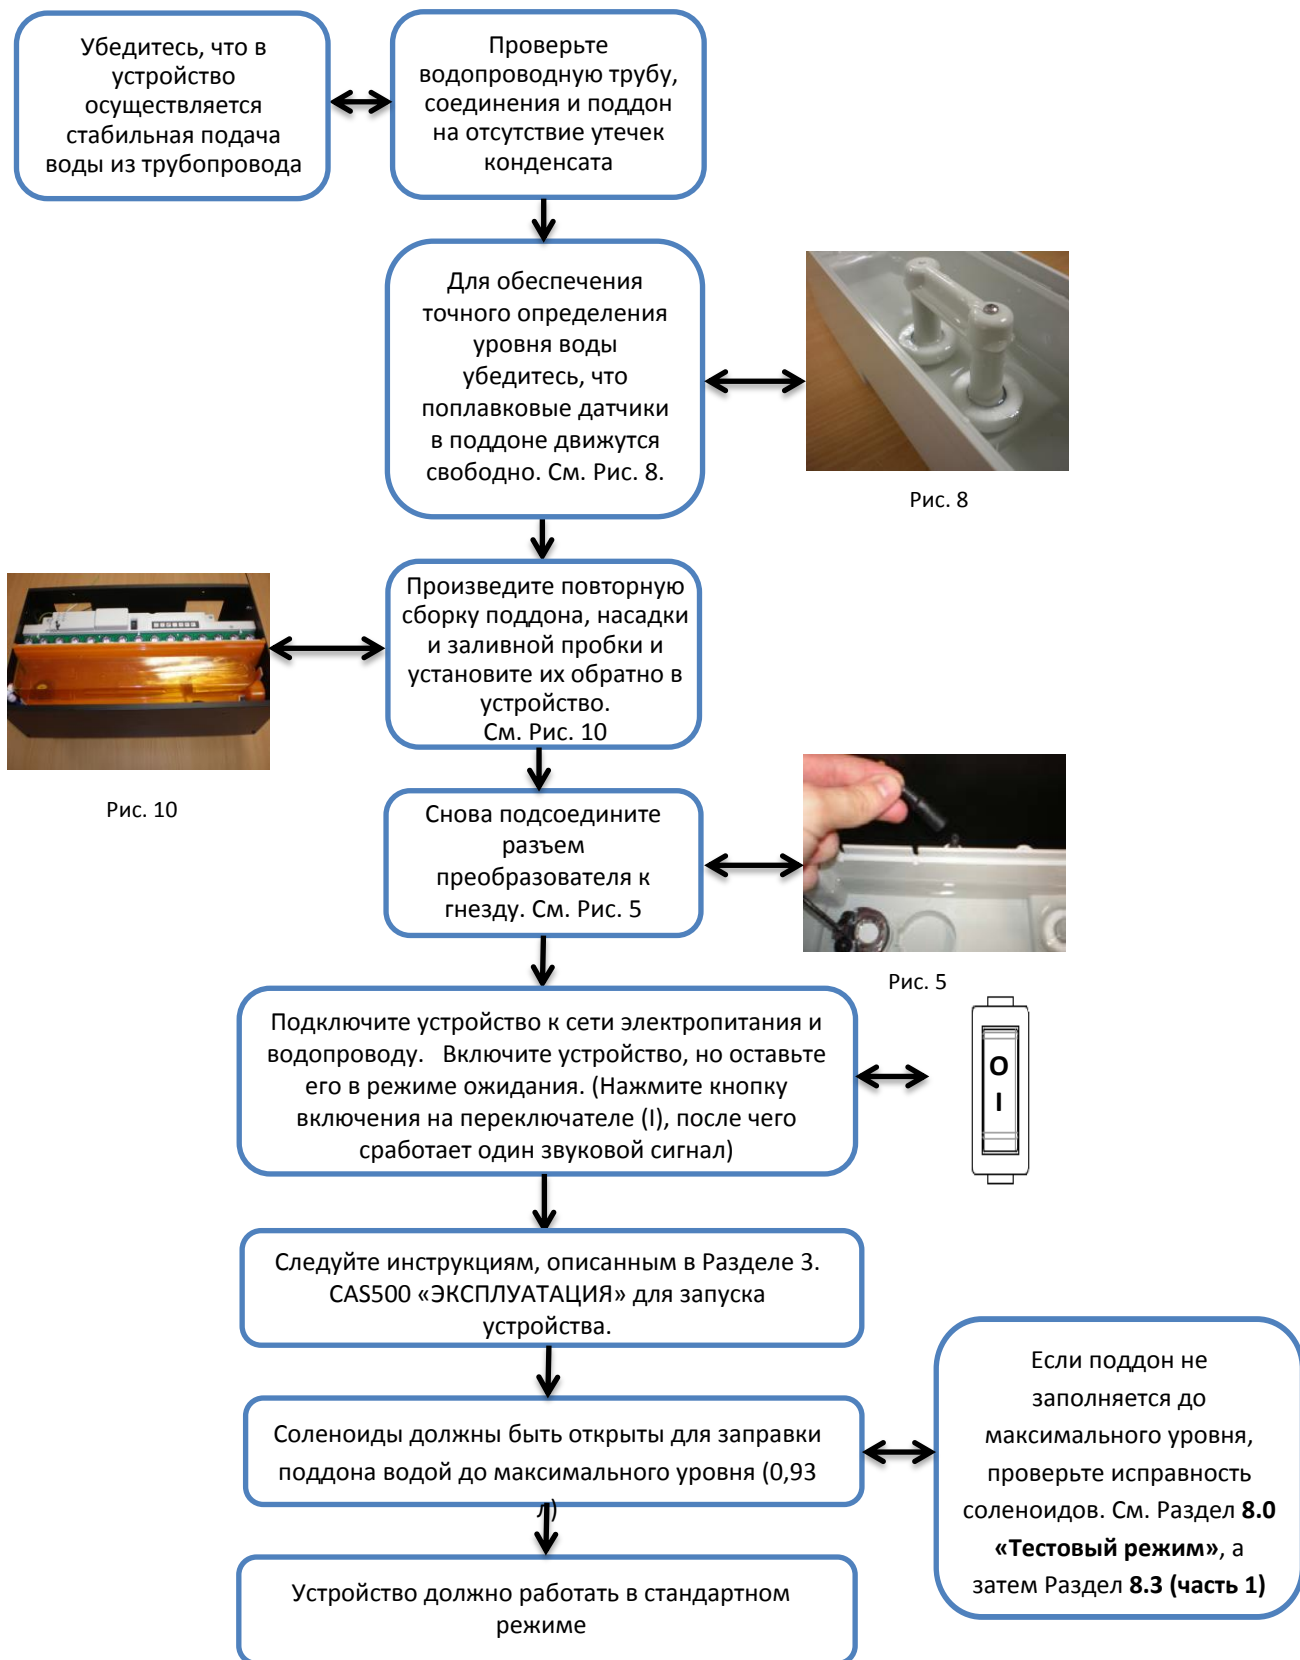 Убедитесь, что в
устройство
осуществляется
стабильная подача
воды из трубопровода
Проверьте
водопроводную трубу,
соединения и поддон
на отсутствие утечек
конденсата
Для обеспечения
точного определения
уровня воды
убедитесь, что
поплавковые датчики
в поддоне движутся
свободно. См. Рис. 8.
Рис. 8
Произведите повторную
сборку поддона, насадки
и заливной пробки и
установите их обратно в
устройство.
См. Рис. 10
Рис. 10
Снова подсоедините
разъем
преобразователя к
гнезду. См. Рис. 5
Рис. 5
Подключите устройство к сети электропитания и
водопроводу. Включите устройство, но оставьте
его в режиме ожидания. (Нажмите кнопку
включения на переключателе (I), после чего
сработает один звуковой сигнал)
O
I
Следуйте инструкциям, описанным в Разделе 3.
CAS500 «ЭКСПЛУАТАЦИЯ» для запуска
устройства.
Соленоиды должны быть открыты для заправки
поддона водой до максимального уровня (0,93
л)
Если поддон не
заполняется до
максимального уровня,
проверьте исправность
соленоидов. См. Раздел 8.0
«Тестовый режим», а
затем Раздел 8.3 (часть 1)
Устройство должно работать в стандартном
режиме